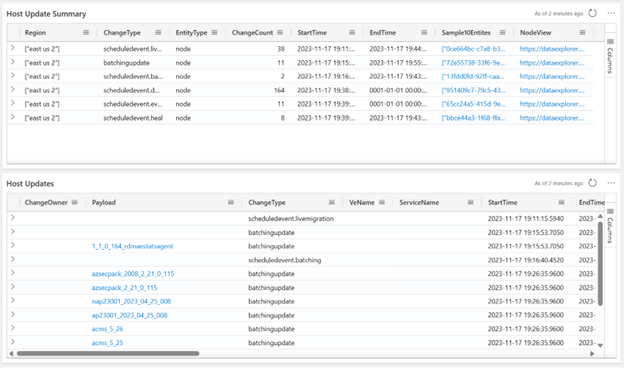 Host Update Summary As of 2 minutes ago
Region ChangeType EntityType ChangeCount StartTime EndTime Sample10Entites NodeView
["east us 2"] scheduledevent.liv... node 38 2023-11-17 19:11:... 2023-11-17 19:44:... ["0ce664bc-c7a8-b3... https://dataexplorer....
["east us 2"] batchingupdate node 11 2023-11-17 19:15:... 2023-11-17 19:55:... ["72e55738-33f6-9e... https://dataexplorer....
["east us 2"] scheduledevent.ba... node 2 2023-11-17 19:16:... 2023-11-17 19:43:... ["13fdd0fd-92ff-caa... https://dataexplorer....
["east us 2"] scheduledevent.d... node 164 2023-11-17 19:38:... 0001-01-01 00:00:... ["951409c7-79c5-43... https://dataexplorer....
["east us 2"] scheduledevent.ev... node 11 2023-11-17 19:39:... 2023-11-17 19:43:... ["65cc24a5-415d-9e... https://dataexplorer....
["east us 2"] scheduledevent.heal node 8 2023-11-17 19:39:... 2023-11-17 19:43:... ["bbce44a3-1f68-ffa... https://dataexplorer....
Columns
Host Updates As of 2 minutes ago
ChangeOwner Payload ChangeType VeName ServiceName StartTime EndTime
scheduledevent.livemigration 2023-11-17 19:11:15.5940 2023-
batchingupdate 2023-11-17 19:15:53.7050 2023-
1_1_0_164_rdmaestatsagent batchingupdate 2023-11-17 19:15:53.7050 2023-
scheduledevent.batching 2023-11-17 19:16:40.4520 2023-
azsecpack_2008_2_21_0_115 batchingupdate 2023-11-17 19:26:35.9600 2023-
azsecpack_2_21_0_115 batchingupdate 2023-11-17 19:26:35.9600 2023-
nap23001_2023_04_25_008 batchingupdate 2023-11-17 19:26:35.9600 2023-
ap23001_2023_04_25_008 batchingupdate 2023-11-17 19:26:35.9600 2023-
acms_5_26 batchingupdate 2023-11-17 19:26:35.9600 2023-
acms_5_25 batchingupdate 2023-11-17 19:26:35.9600 2023-
Columns